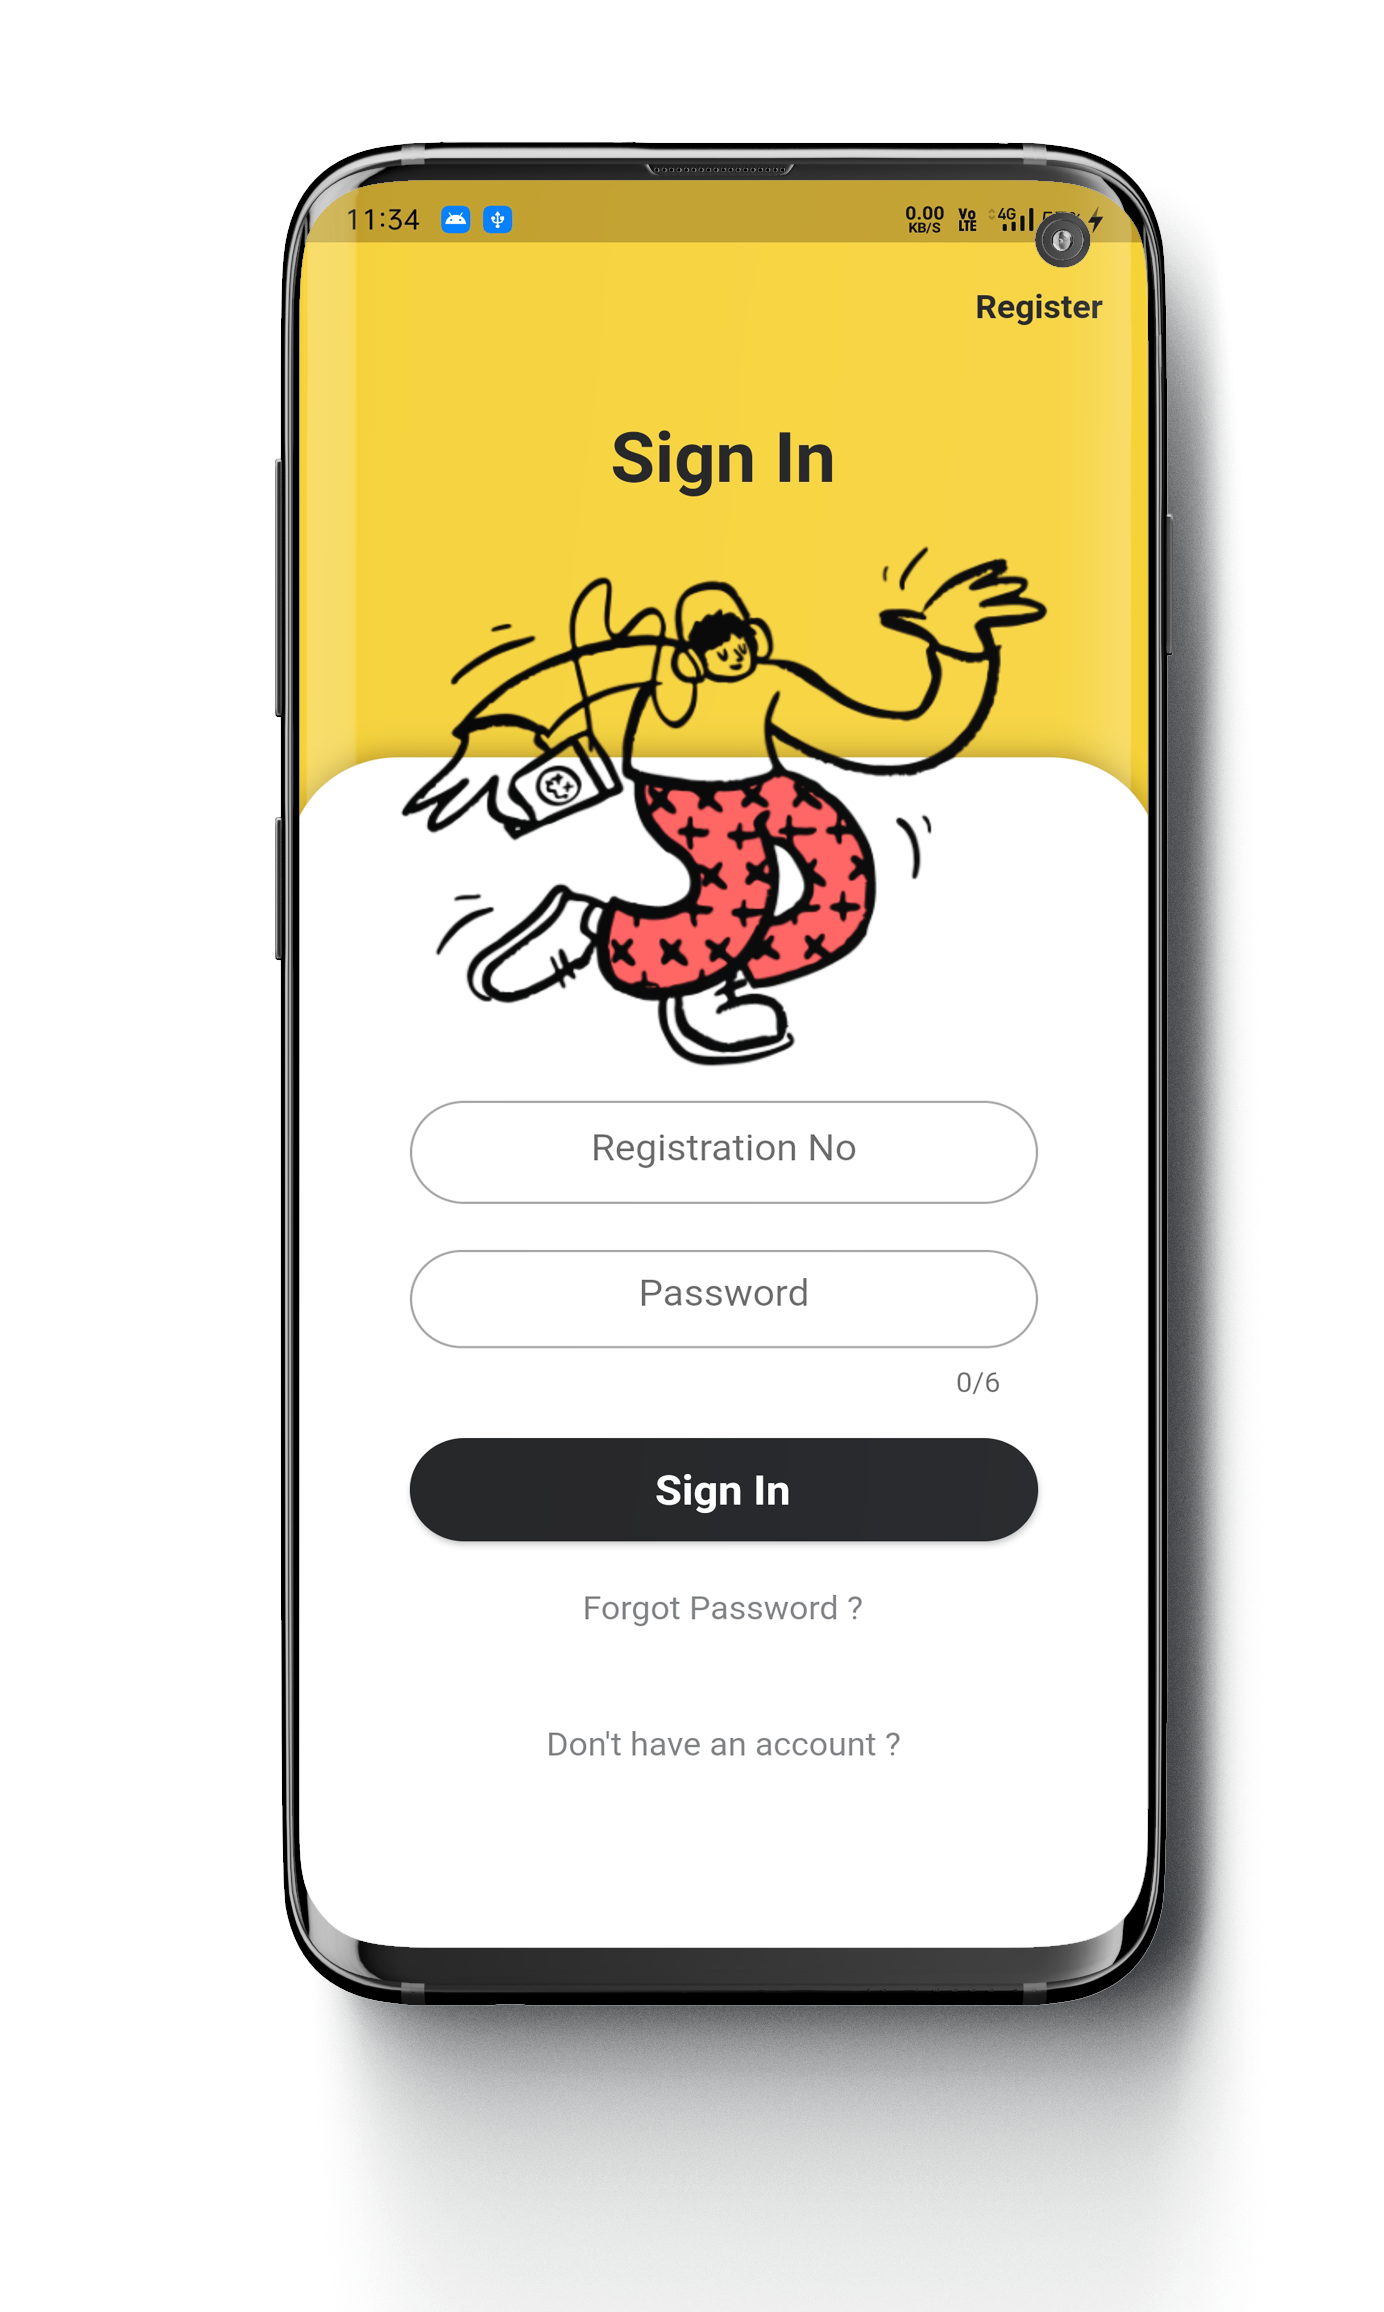 11:34
0.00
KB/S
Vo
LTE
4G
Register
Sign In
Registration No
Password
0/6
Sign In
Forgot Password ?
Don't have an account ?